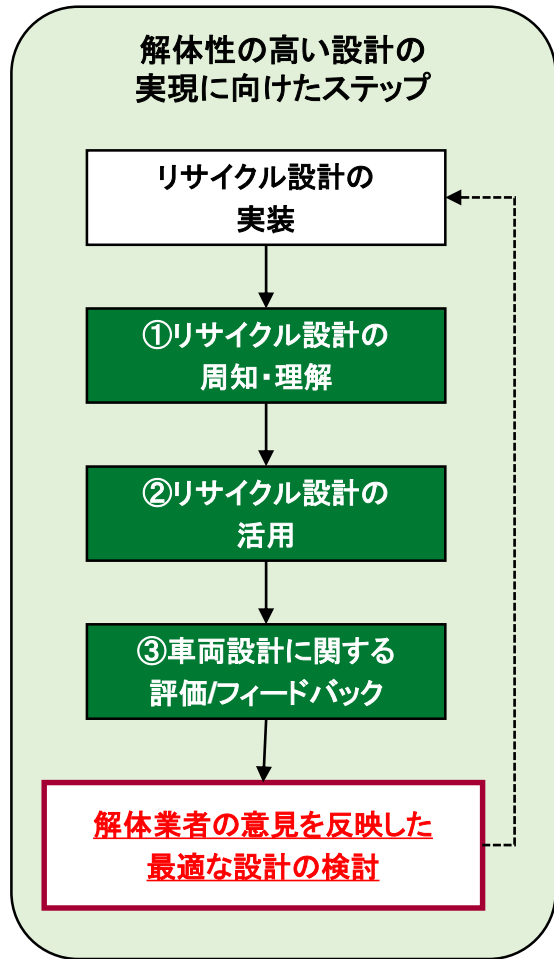 解体性の高い設計の
実現に向けたステップ
リサイクル設計の
実装
①リサイクル設計の
周知・理解
②リサイクル設計の
活用
③車両設計に関する
評価/フィードバック
解体業者の意見を反映した
最適な設計の検討